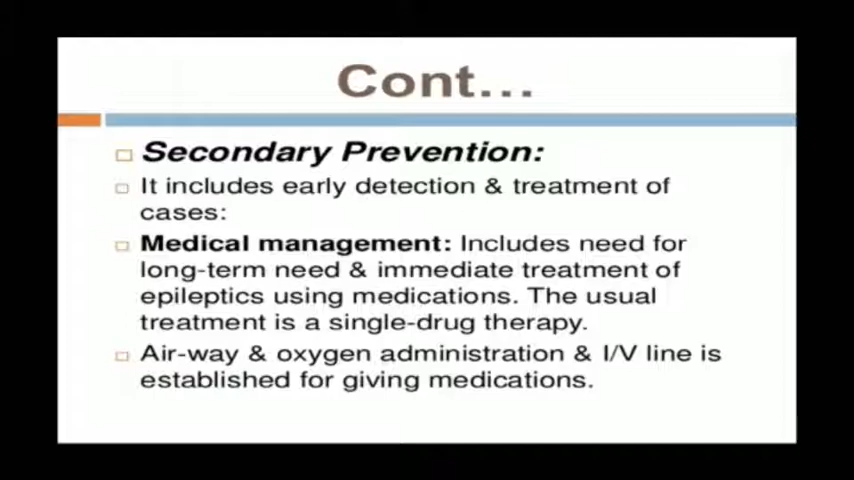 Cont...
Secondary Prevention:
It includes early detection & treatment of
cases:
Medical management: Includes need for
long-term need & immediate treatment of
epileptics using medications. The usual
treatment is a single-drug therapy.
Air-way & oxygen administration & I/V line is
established for giving medications.